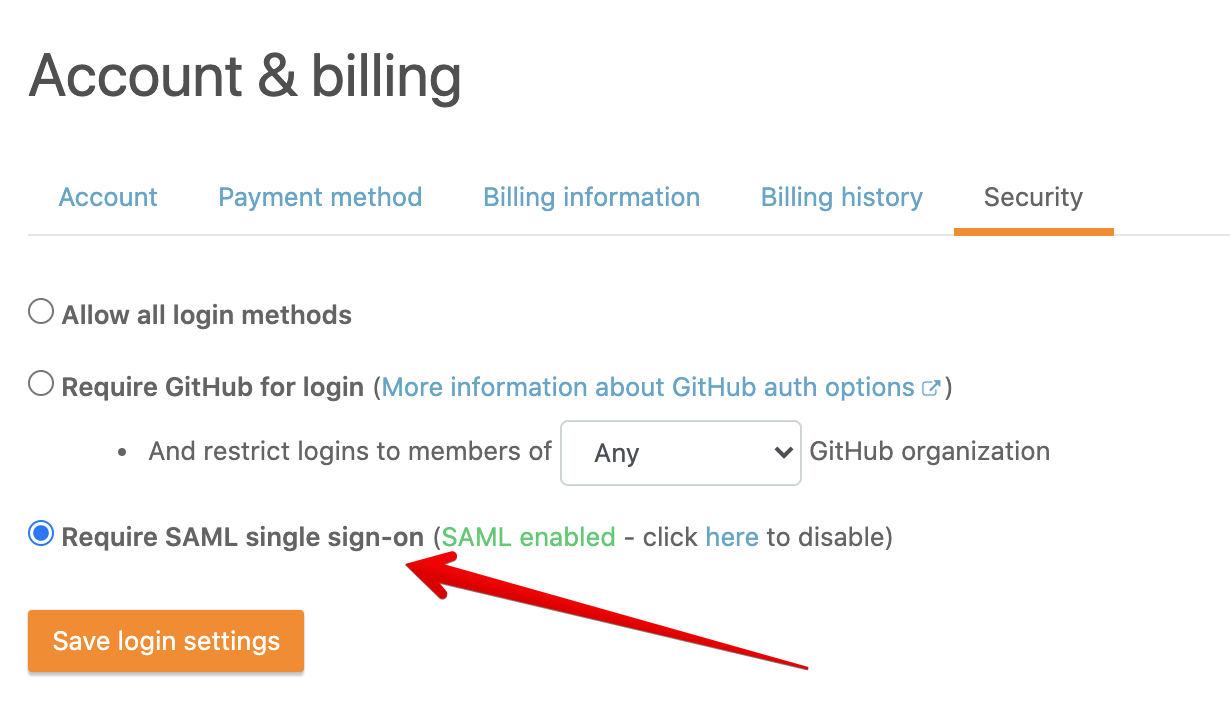 Account & billing
Account Payment method Billing information Billing history Security
Allow all login methods
Require GitHub for login (More information about GitHub auth options)
• And restrict logins to members of Any GitHub organization
Require SAML single sign-on (SAML enabled - click here to disable)
Save login settings